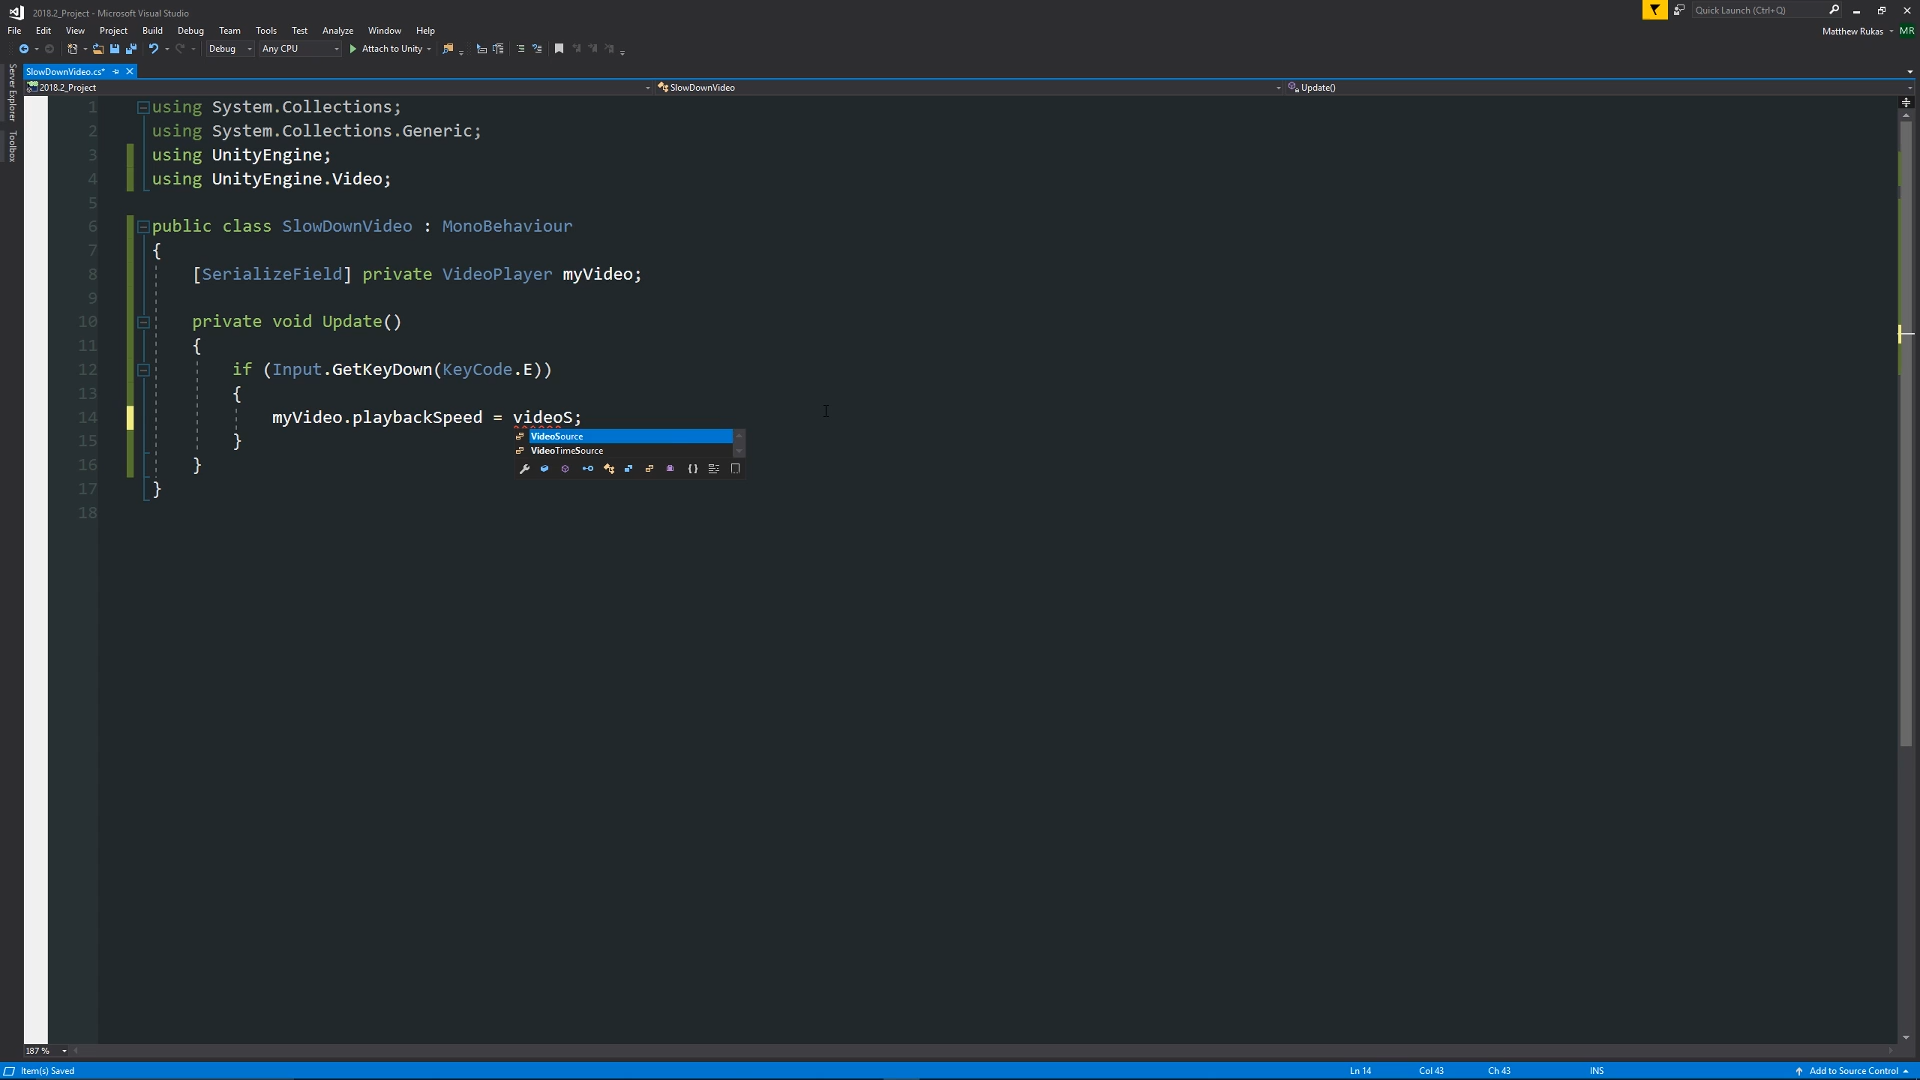 2018.2_Project - Microsoft Visual Studio
Quick Launch (Ctrl+Q)
File Edit View Project Build Debug Team Tools Test Analyze Window Help
Matthew Rukas MR
Debug Any CPU Attach to Unity
Server Explorer
Toolbox
SlowDownVideo.cs*
2018.2_Project SlowDownVideo Update()
1 using System.Collections;
2 using System.Collections.Generic;
3 using UnityEngine;
4 using UnityEngine.Video;
5
6 public class SlowDownVideo : MonoBehaviour
7 {
8 [SerializeField] private VideoPlayer myVideo;
9
10 private void Update()
11 {
12 if (Input.GetKeyDown(KeyCode.E))
13 {
14 myVideo.playbackSpeed = videoS;
VideoSource
15 }
VideoTimeSource
16 }
17 }
18
187 %
Item(s) Saved Ln 14 Col 43 Ch 43 INS Add to Source Control